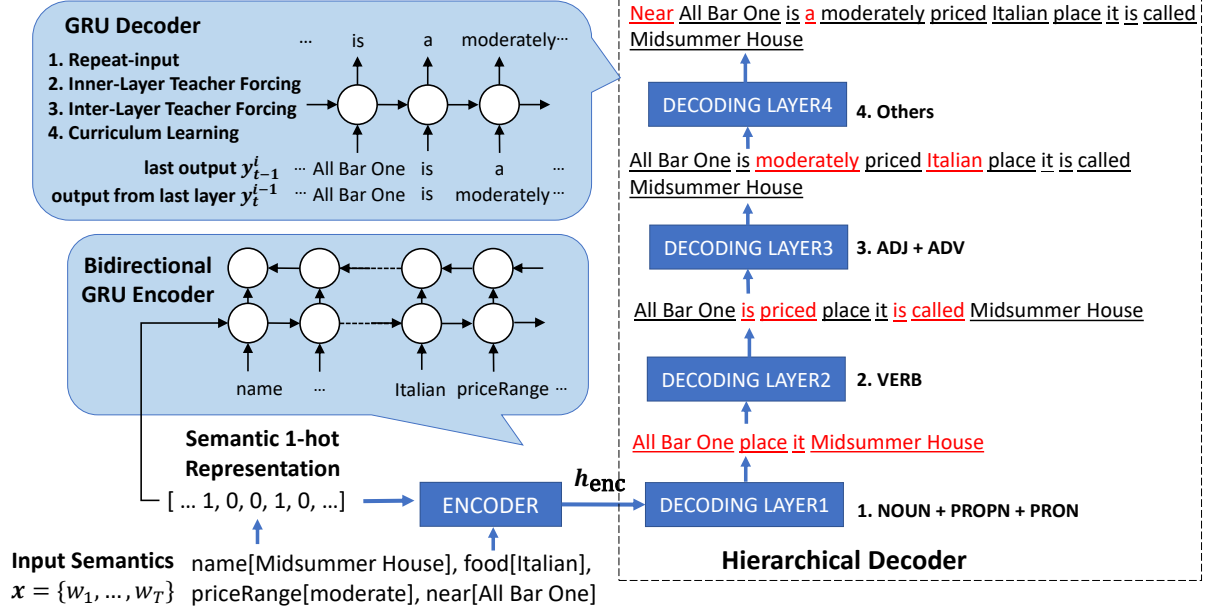 GRU Decoder
1. Repeat-input
2. Inner-Layer Teacher Forcing
3. Inter-Layer Teacher Forcing
4. Curriculum Learning
... is a moderately...
last output y^i_{t-1} ... All Bar One is a ...
output from last layer y^{i-1}_t ... All Bar One is moderately...
Bidirectional
GRU Encoder
name ... Italian priceRange ...
Semantic 1-hot
Representation
[ ... 1, 0, 0, 1, 0, ...]
ENCODER
h_enc
Input Semantics
x = {w_1, ... , w_T}
name[Midsummer House], food[Italian],
priceRange[moderate], near[All Bar One]
Near All Bar One is a moderately priced Italian place it is called
Midsummer House
DECODING LAYER4
4. Others
All Bar One is moderately priced Italian place it is called
Midsummer House
DECODING LAYER3
3. ADJ + ADV
All Bar One is priced place it is called Midsummer House
DECODING LAYER2
2. VERB
All Bar One place it Midsummer House
DECODING LAYER1
1. NOUN + PROPN + PRON
Hierarchical Decoder